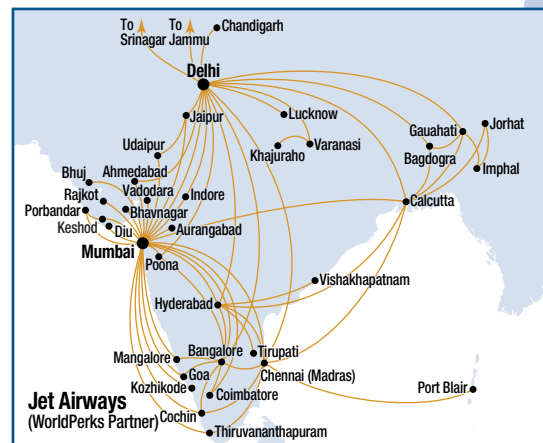 To
Srinagar
To
Jammu
Chandigarh
Delhi
Jaipur
Lucknow
Gauahati
Jorhat
Udaipur
Khajuraho
Varanasi
Bagdogra
Imphal
Bhuj
Ahmedabad
Vadodara
Indore
Rajkot
Bhavnagar
Calcutta
Porbandar
Keshod
Diu
Aurangabad
Mumbai
Poona
Vishakhapatnam
Hyderabad
Mangalore
Bangalore
Tirupati
Goa
Chennai (Madras)
Kozhikode
Coimbatore
Port Blair
Jet Airways
(WorldPerks Partner)
Cochin
Thiruvananthapuram